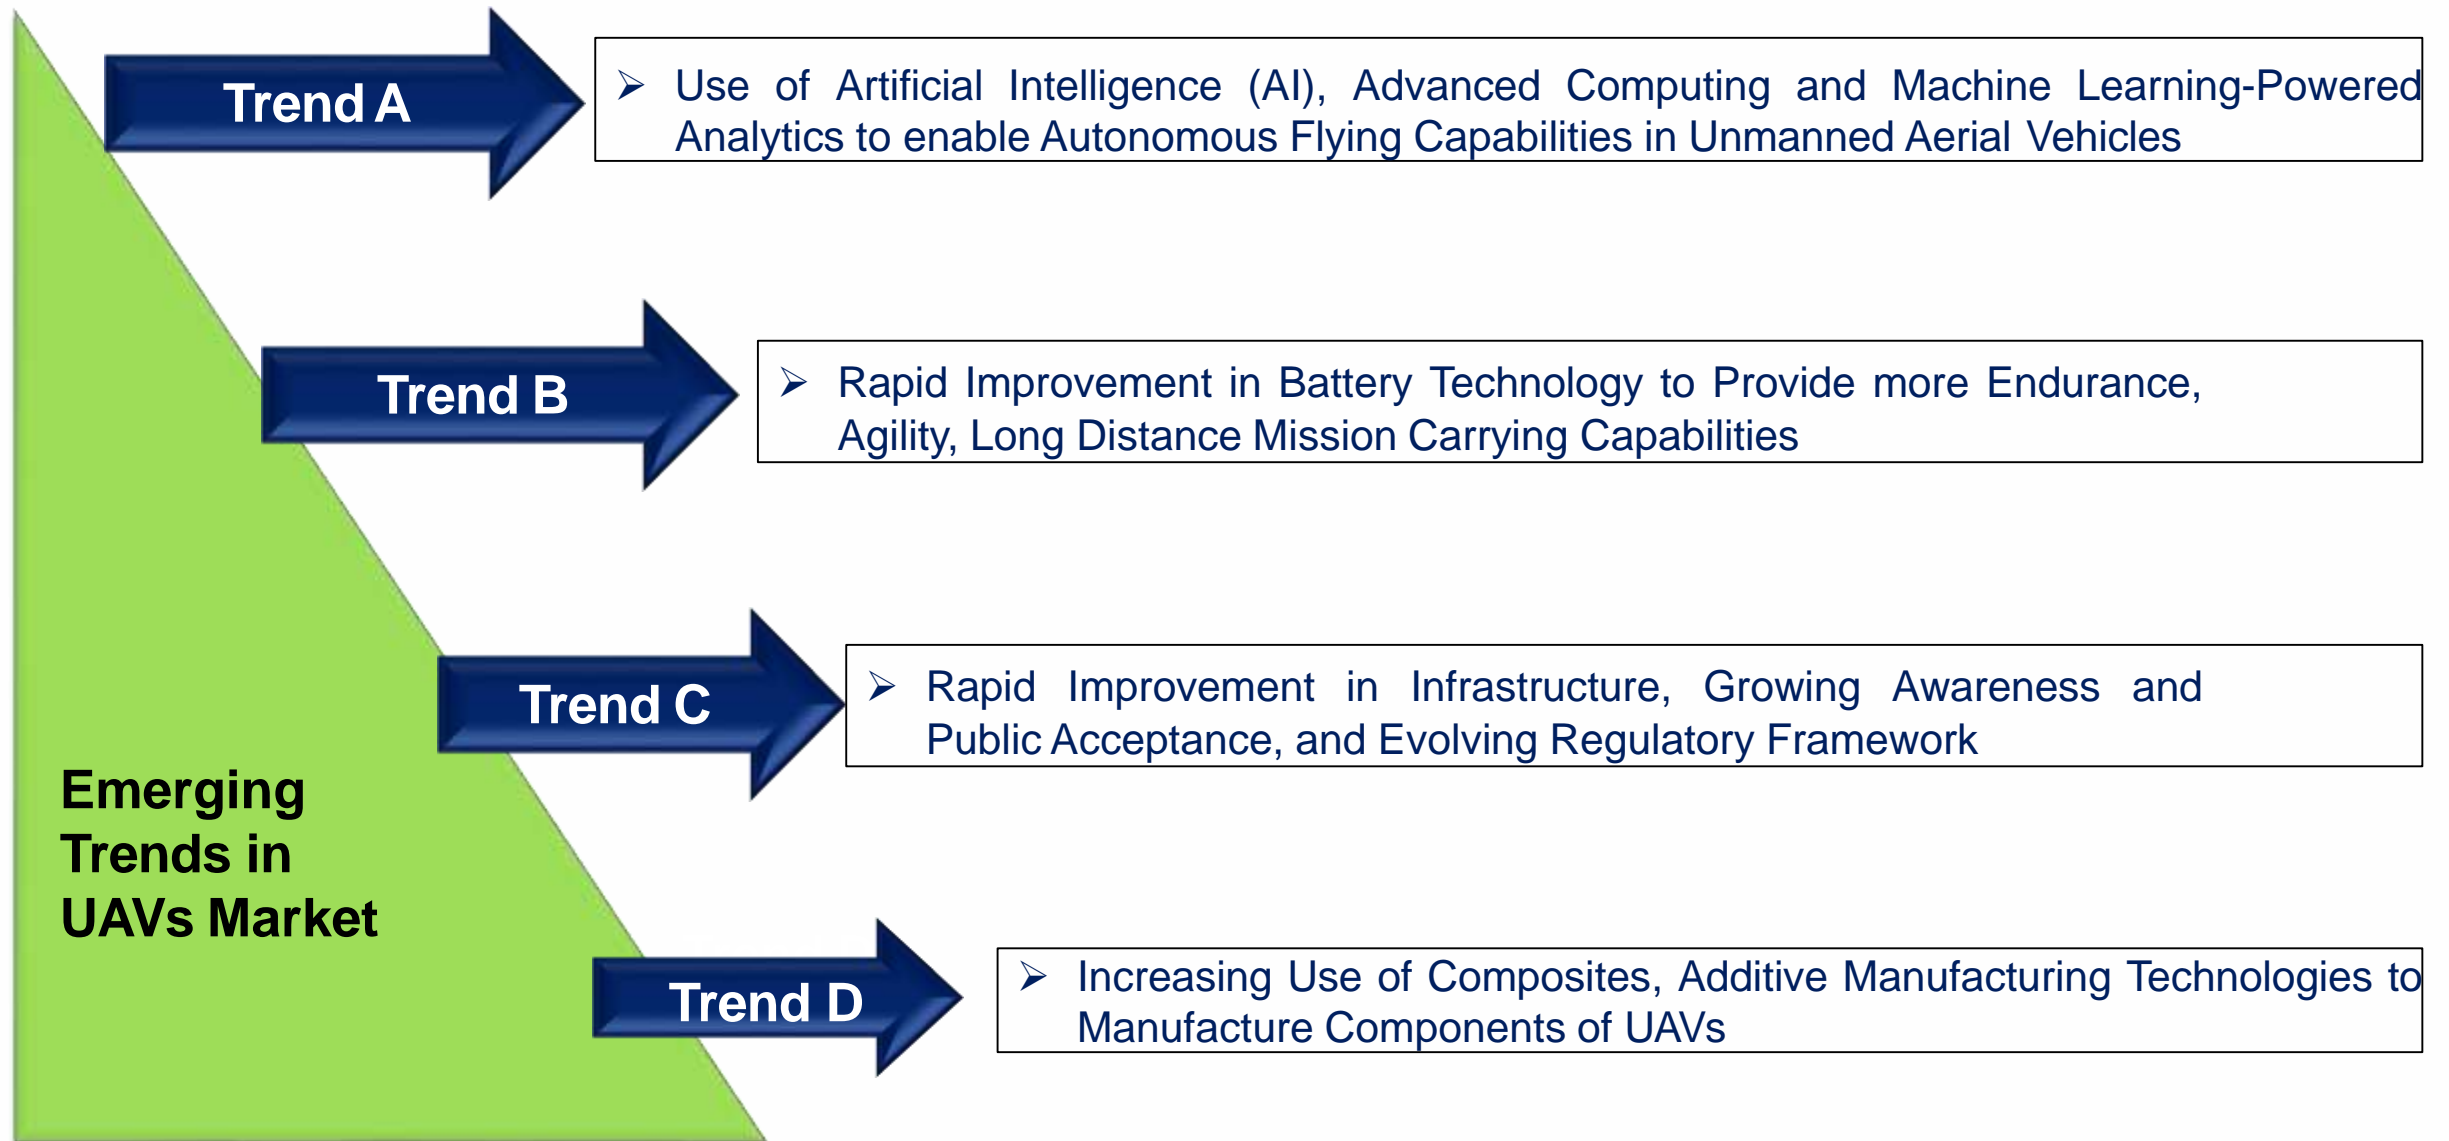 Trend A
➢ Use of Artificial Intelligence (AI), Advanced Computing and Machine Learning-Powered
Analytics to enable Autonomous Flying Capabilities in Unmanned Aerial Vehicles
Trend B
➢ Rapid Improvement in Battery Technology to Provide more Endurance,
Agility, Long Distance Mission Carrying Capabilities
Trend C
➢ Rapid Improvement in Infrastructure, Growing Awareness and
Public Acceptance, and Evolving Regulatory Framework
Emerging
Trends in
UAVs Market
Trend D
➢ Increasing Use of Composites, Additive Manufacturing Technologies to
Manufacture Components of UAVs